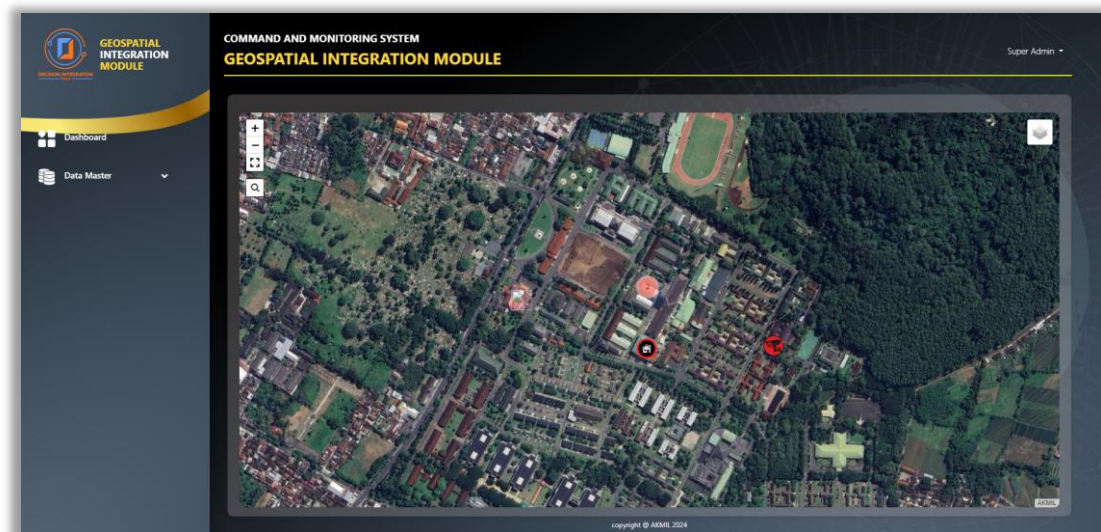 GEOSPATIAL
INTEGRATION
MODULE
COMMAND AND MONITORING SYSTEM
GEOSPATIAL INTEGRATION MODULE
Super Admin
Dashboard
Data Master
+
−
AKMIL
copyright @ AKMIL 2024